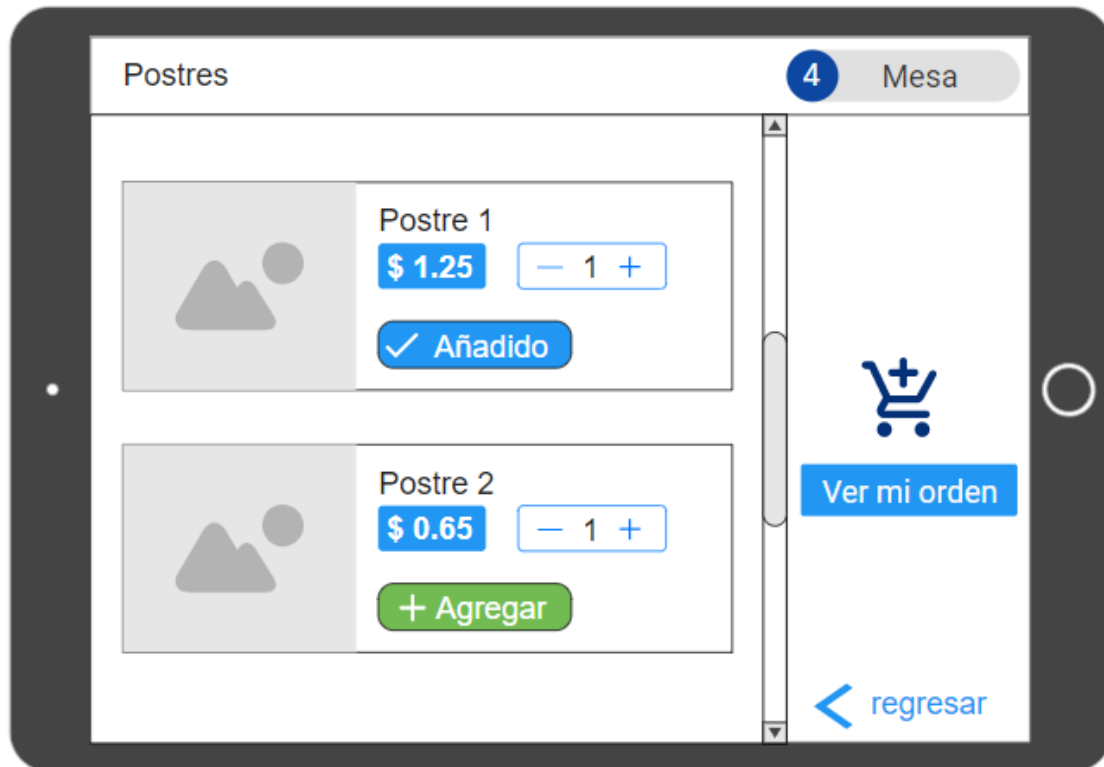 Postres
4 Mesa
Postre 1
$ 1.25 — 1 +
Añadido
Postre 2
$ 0.65 — 1 +
+ Agregar
Ver mi orden
regresar